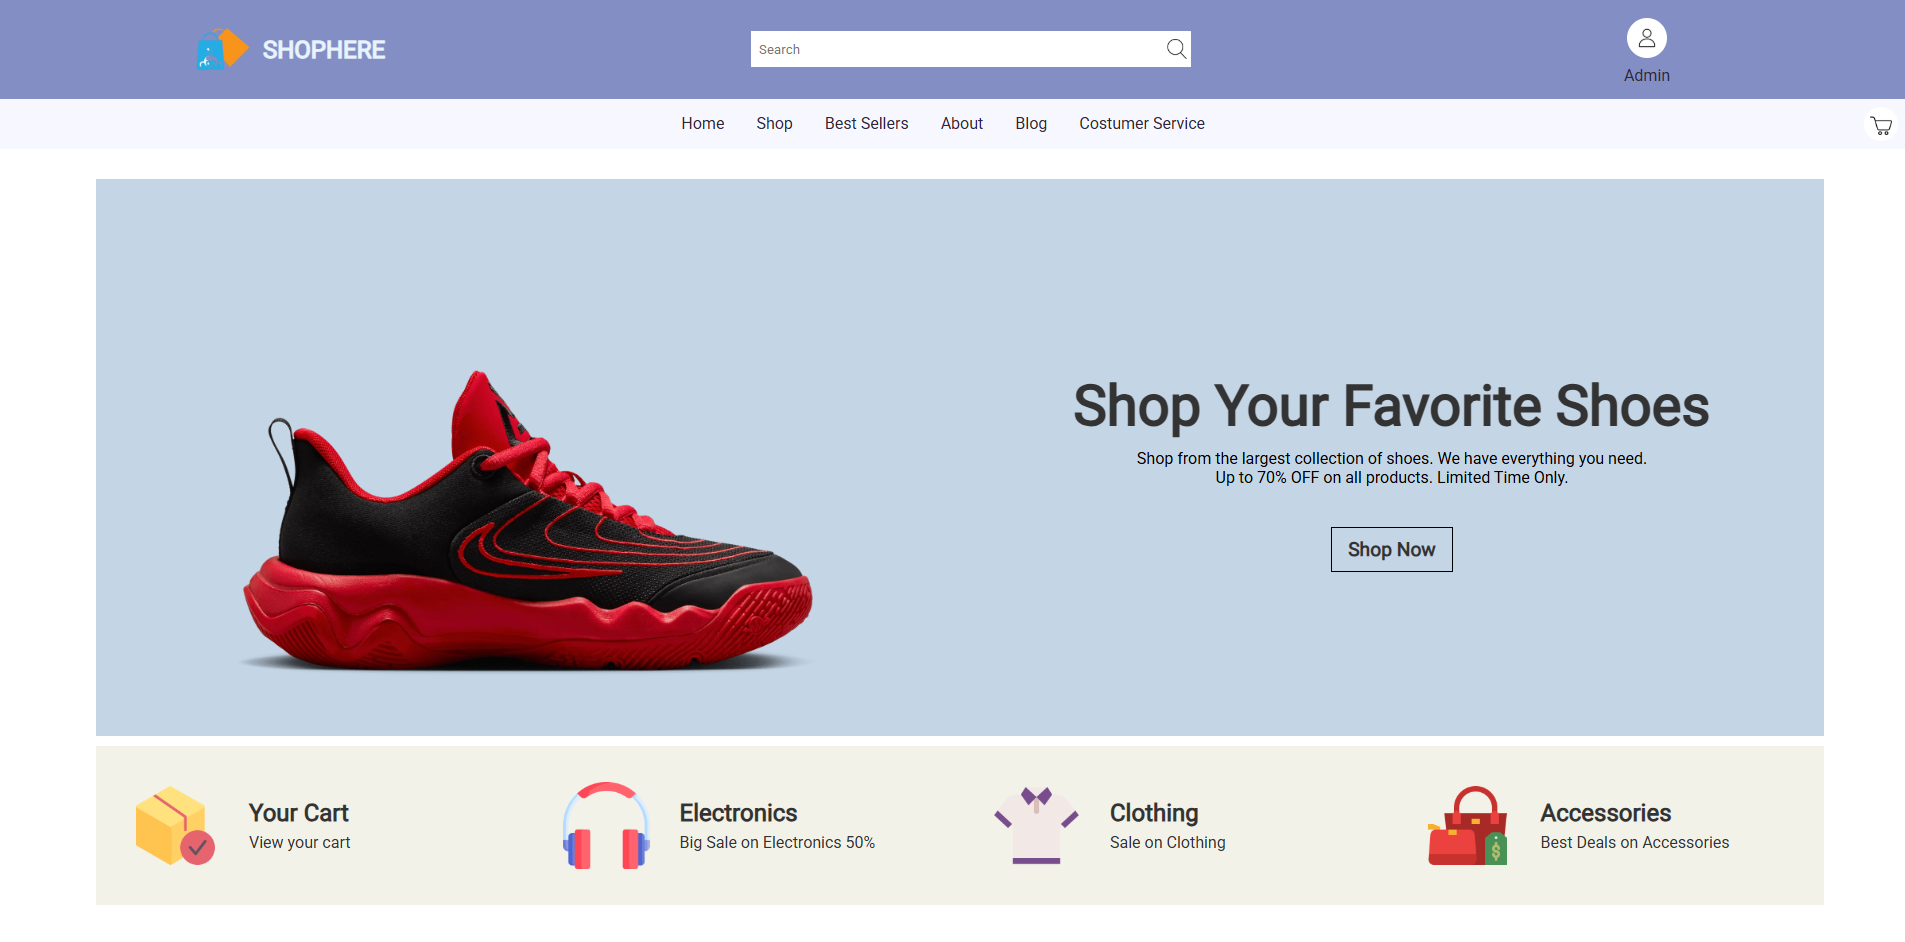 SHOPHERE
Search
Admin
Home
Shop
Best Sellers
About
Blog
Costumer Service
Shop Your Favorite Shoes
Shop from the largest collection of shoes. We have everything you need.
Up to 70% OFF on all products. Limited Time Only.
Shop Now
Your Cart
View your cart
Electronics
Big Sale on Electronics 50%
Clothing
Sale on Clothing
Accessories
Best Deals on Accessories